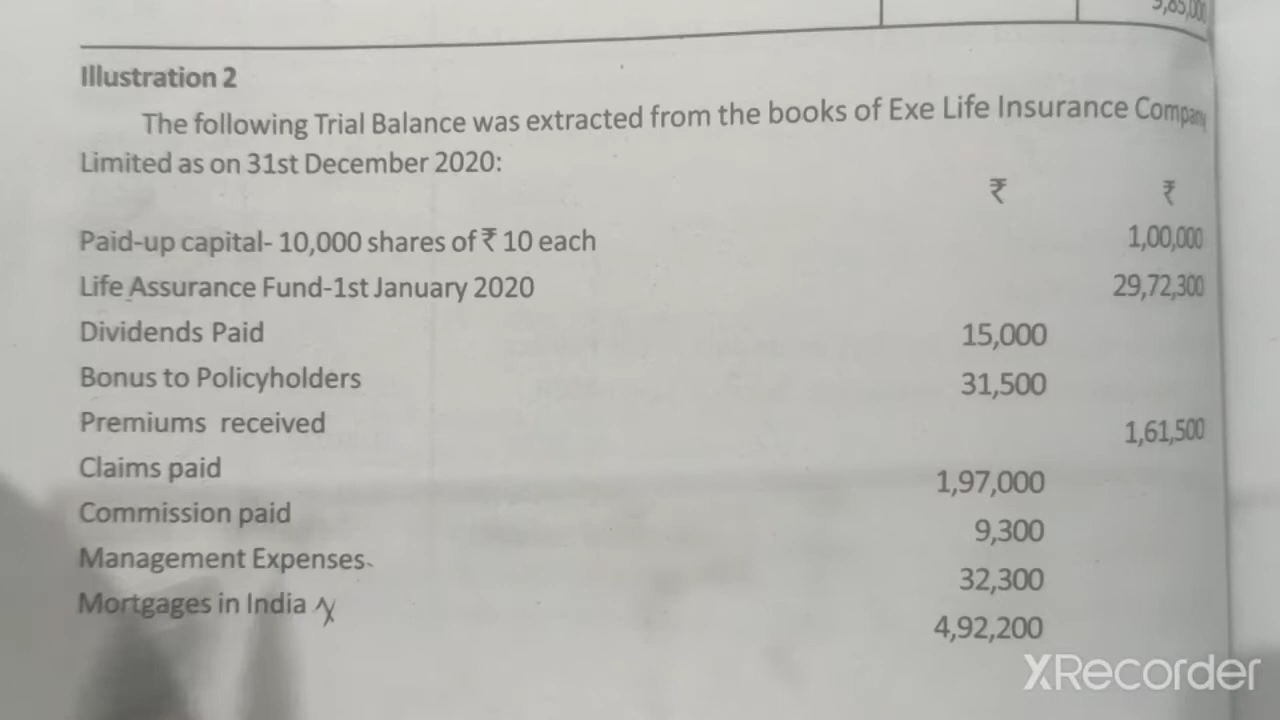 9,85,000
Illustration 2
The following Trial Balance was extracted from the books of Exe Life Insurance Company
Limited as on 31st December 2020:
₹ ₹
Paid-up capital- 10,000 shares of ₹ 10 each 1,00,000
Life Assurance Fund-1st January 2020 29,72,300
Dividends Paid 15,000
Bonus to Policyholders 31,500
Premiums received 1,61,500
Claims paid 1,97,000
Commission paid 9,300
Management Expenses 32,300
Mortgages in India 4,92,200
XRecorder